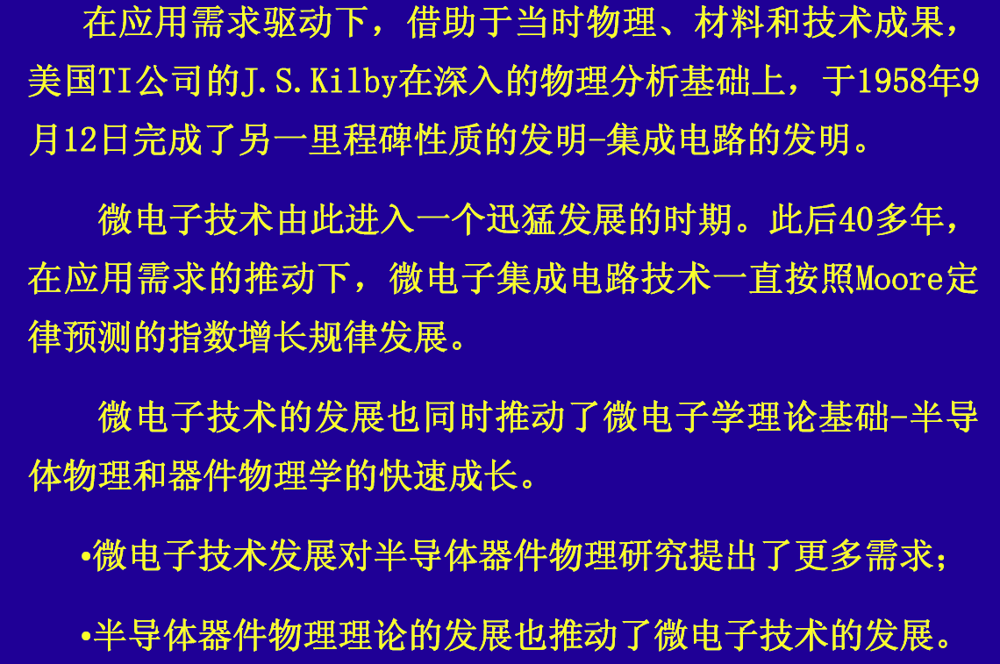 在应用需求驱动下，借助于当时物理、材料和技术成果，
美国TI公司的J.S.Kilby在深入的物理分析基础上，于1958年9
月12日完成了另一里程碑性质的发明-集成电路的发明。
微电子技术由此进入一个迅猛发展的时期。此后40多年，
在应用需求的推动下，微电子集成电路技术一直按照Moore定
律预测的指数增长规律发展。
微电子技术的发展也同时推动了微电子学理论基础-半导
体物理和器件物理学的快速成长。
•微电子技术发展对半导体器件物理研究提出了更多需求；
•半导体器件物理理论的发展也推动了微电子技术的发展。